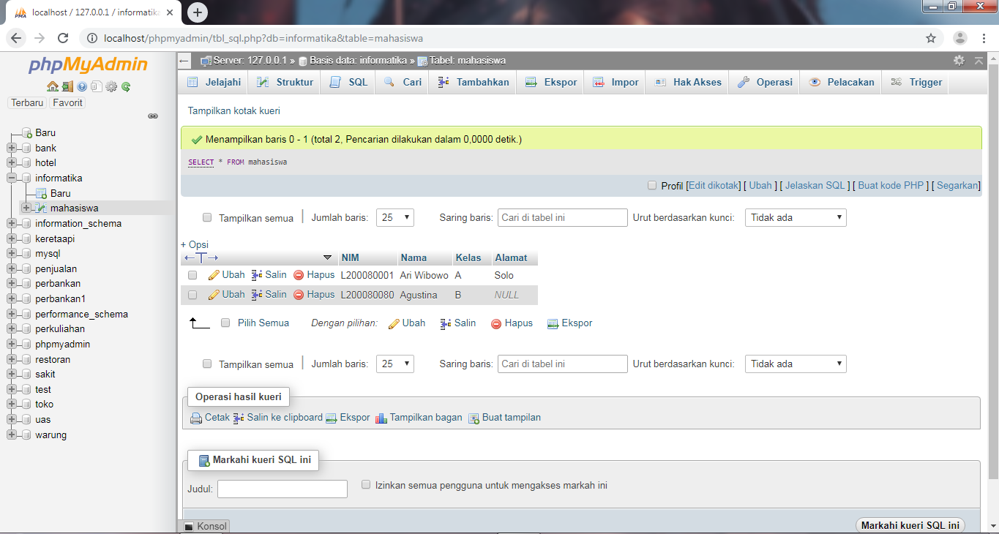 localhost / 127.0.0.1 / informatika
localhost/phpmyadmin/tbl_sql.php?db=informatika&table=mahasiswa
phpMyAdmin
Terbaru Favorit
Baru
bank
hotel
informatika
Baru
mahasiswa
information_schema
keretaapi
mysql
penjualan
perbankan
perbankan1
performance_schema
perkuliahan
phpmyadmin
restoran
sakit
test
toko
uas
warung
Server: 127.0.0.1 » Basis data: informatika » Tabel: mahasiswa
Jelajahi Struktur SQL Cari Tambahkan Ekspor Impor Hak Akses Operasi Pelacakan Trigger
Tampilkan kotak kueri
Menampilkan baris 0 - 1 (total 2, Pencarian dilakukan dalam 0,0000 detik.)
SELECT * FROM mahasiswa
Profil [Edit dikotak] [ Ubah ] [ Jelaskan SQL ] [ Buat kode PHP ] [ Segarkan]
Tampilkan semua | Jumlah baris: 25 Saring baris: Cari di tabel ini Urut berdasarkan kunci: Tidak ada
+ Opsi
←T→ NIM Nama Kelas Alamat
Ubah Salin Hapus L200080001 Ari Wibowo A Solo
Ubah Salin Hapus L200080080 Agustina B NULL
Pilih Semua Dengan pilihan: Ubah Salin Hapus Ekspor
Tampilkan semua | Jumlah baris: 25 Saring baris: Cari di tabel ini Urut berdasarkan kunci: Tidak ada
Operasi hasil kueri
Cetak Salin ke clipboard Ekspor Tampilkan bagan Buat tampilan
Markahi kueri SQL ini
Judul: Izinkan semua pengguna untuk mengakses markah ini
Konsol Markahi kueri SQL ini